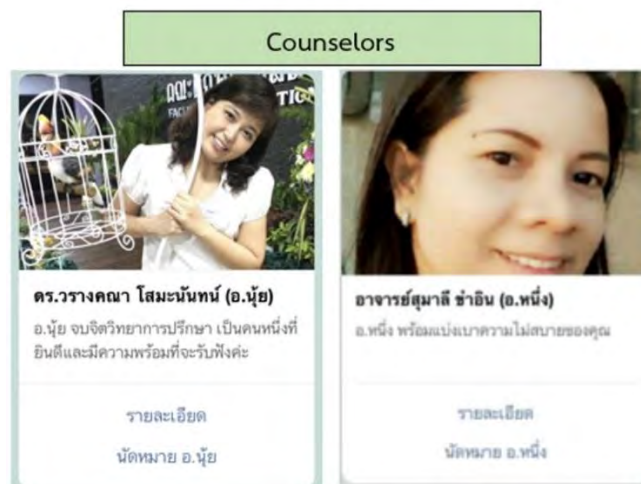 Counselors
ดร.วรางคณา โสมะนันทน์ (อ.นุ้ย)
อ.นุ้ย จบจิตวิทยาการปรึกษา เป็นคนหนึ่งที่
ยินดีและมีความพร้อมที่จะรับฟังค่ะ
รายละเอียด
นัดหมาย อ.นุ้ย
อาจารย์สุมาลี ขำอิน (อ.หนึ่ง)
อ.หนึ่ง พร้อมแบ่งเบาความไม่สบายของคุณ
รายละเอียด
นัดหมาย อ.หนึ่ง